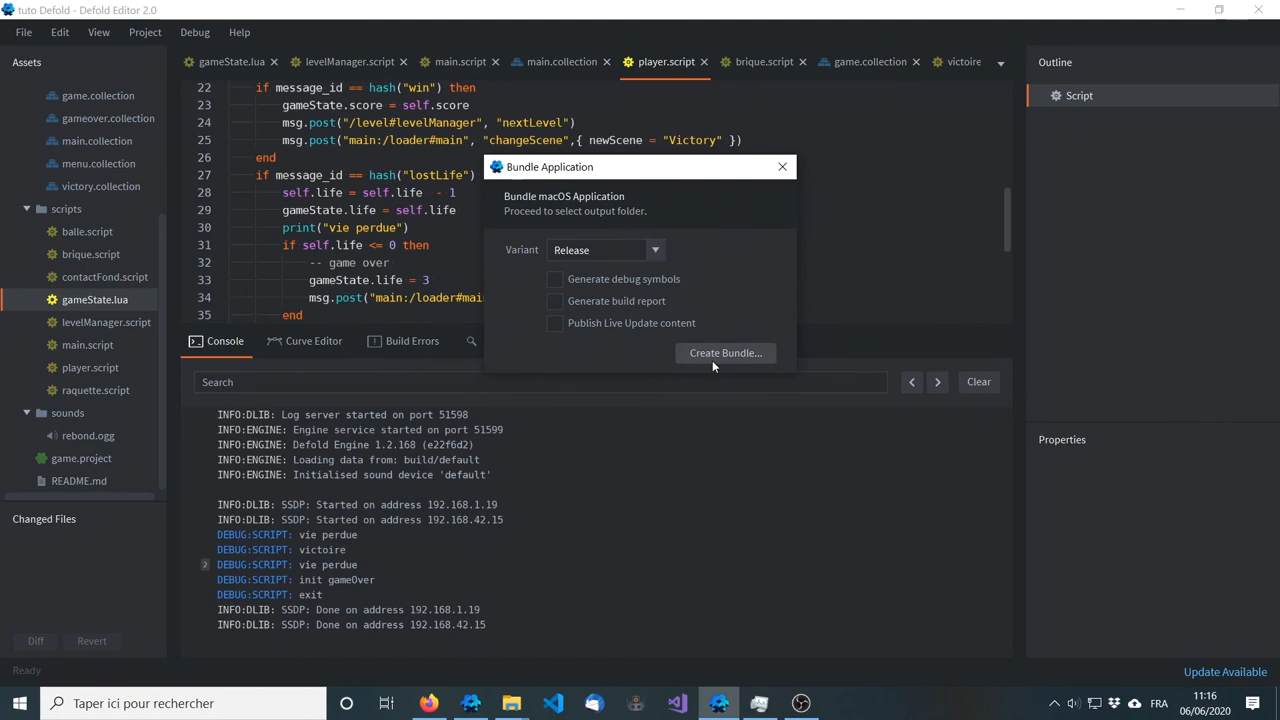 tuto Defold - Defold Editor 2.0
File Edit View Project Debug Help
Assets
game.collection
gameover.collection
main.collection
menu.collection
victory.collection
scripts
balle.script
brique.script
contactFond.script
gameState.lua
levelManager.script
main.script
player.script
raquette.script
sounds
rebond.ogg
game.project
README.md
Changed Files
Diff Revert
Ready
gameState.lua levelManager.script main.script main.collection player.script brique.script game.collection victoire
22 if message_id == hash("win") then
23 gameState.score = self.score
24 msg.post("/level#levelManager", "nextLevel")
25 msg.post("main:/loader#main", "changeScene",{ newScene = "Victory" })
26 end
27 if message_id == hash("lostLife")
28 self.life = self.life - 1
29 gameState.life = self.life
30 print("vie perdue")
31 if self.life <= 0 then
32 -- game over
33 gameState.life = 3
34 msg.post("main:/loader#mai
35 end
Bundle Application
Bundle macOS Application
Proceed to select output folder.
Variant Release
Generate debug symbols
Generate build report
Publish Live Update content
Create Bundle...
Console Curve Editor Build Errors
Search Clear
INFO:DLIB: Log server started on port 51598
INFO:ENGINE: Engine service started on port 51599
INFO:ENGINE: Defold Engine 1.2.168 (e22f6d2)
INFO:ENGINE: Loading data from: build/default
INFO:ENGINE: Initialised sound device 'default'
INFO:DLIB: SSDP: Started on address 192.168.1.19
INFO:DLIB: SSDP: Started on address 192.168.42.15
DEBUG:SCRIPT: vie perdue
DEBUG:SCRIPT: victoire
2 DEBUG:SCRIPT: vie perdue
DEBUG:SCRIPT: init gameOver
DEBUG:SCRIPT: exit
INFO:DLIB: SSDP: Done on address 192.168.1.19
INFO:DLIB: SSDP: Done on address 192.168.42.15
Outline
Script
Properties
Update Available
Taper ici pour rechercher
FRA
11:16
06/06/2020